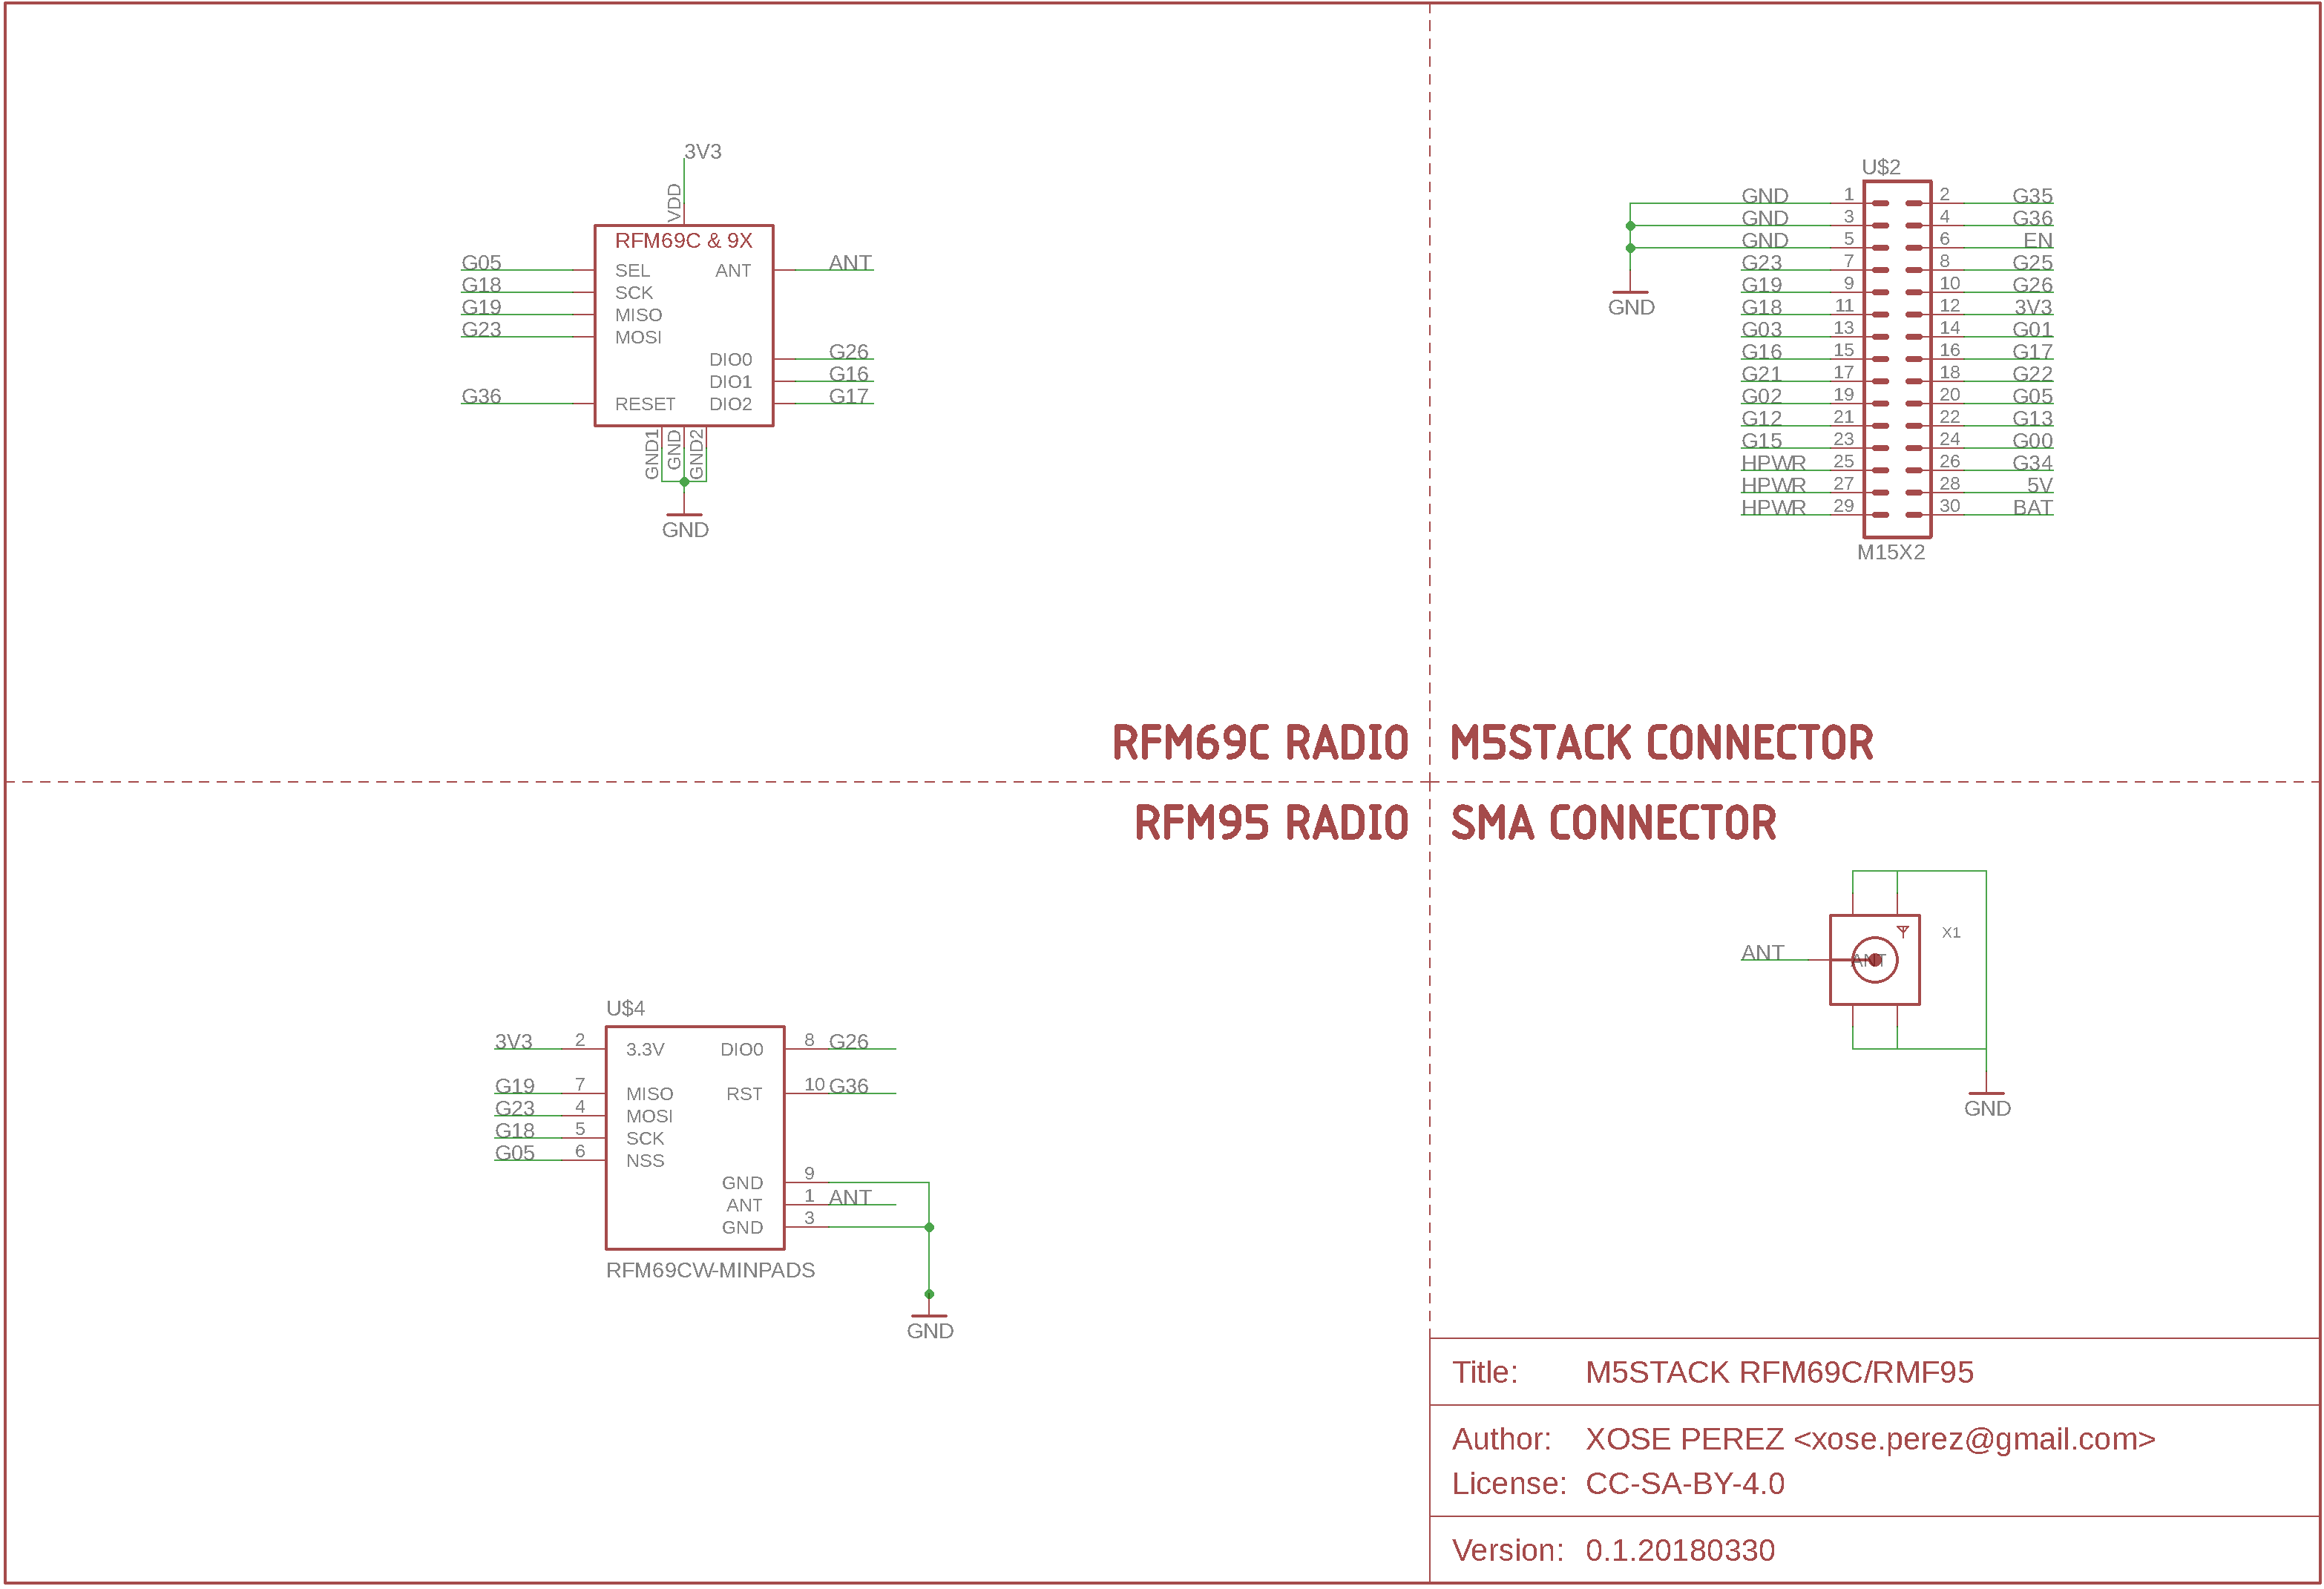 3V3
VDD
RFM69C & 9X
G05 SEL ANT ANT
G18 SCK
G19 MISO
G23 MOSI
DIO0 G26
DIO1 G16
G36 RESET DIO2 G17
GND1 GND GND2
GND
U$2
GND 1 2 G35
GND 3 4 G36
GND 5 6 EN
G23 7 8 G25
G19 9 10 G26
G18 11 12 3V3
G03 13 14 G01
G16 15 16 G17
G21 17 18 G22
G02 19 20 G05
G12 21 22 G13
G15 23 24 G00
HPWR 25 26 G34
HPWR 27 28 5V
HPWR 29 30 BAT
GND
M15X2
RFM69C RADIO
M5STACK CONNECTOR
RFM95 RADIO
SMA CONNECTOR
U$4
3V3 2 3.3V DIO0 8 G26
G19 7 MISO RST 10 G36
G23 4 MOSI
G18 5 SCK
G05 6 NSS
GND 9
ANT 1 ANT
GND 3
RFM69CW-MINPADS
GND
X1
ANT ANT
GND
Title: M5STACK RFM69C/RMF95
Author: XOSE PEREZ <xose.perez@gmail.com>
License: CC-SA-BY-4.0
Version: 0.1.20180330